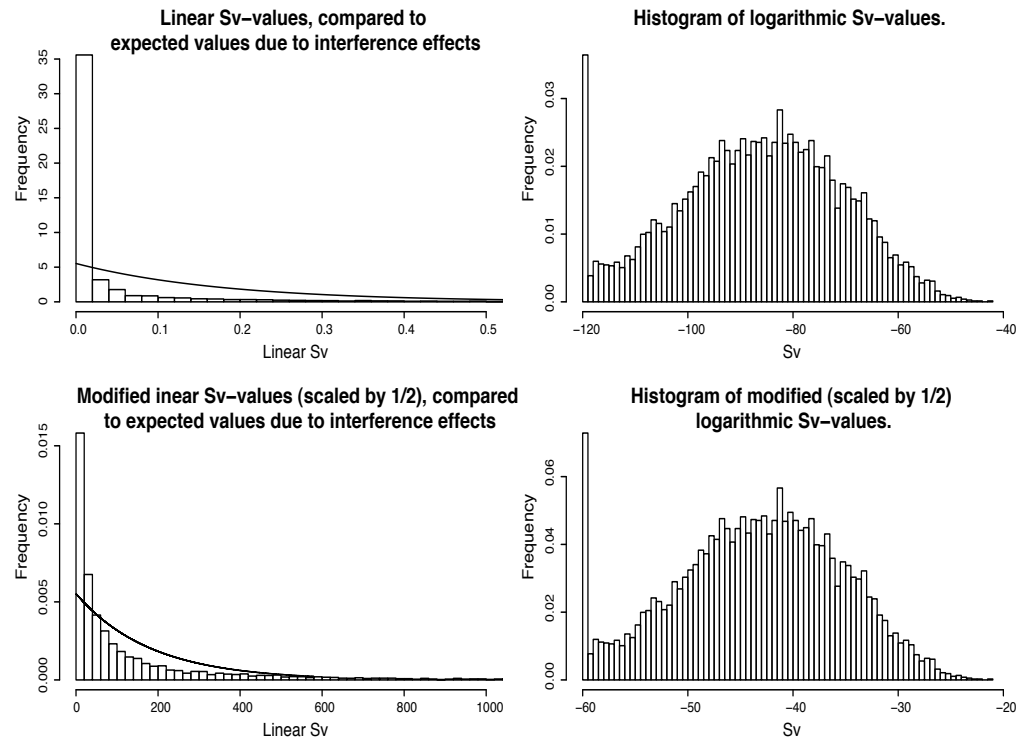 Linear Sv−values, compared to
expected values due to interference effects
Frequency
35
30
25
20
15
10
5
0
0.0 0.1 0.2 0.3 0.4 0.5
Linear Sv
Histogram of logarithmic Sv−values.
Frequency
0.03
0.02
0.01
0.00
−120 −100 −80 −60 −40
Sv
Modified inear Sv−values (scaled by 1/2), compared
to expected values due to interference effects
Frequency
0.015
0.010
0.005
0.000
0 200 400 600 800 1000
Linear Sv
Histogram of modified (scaled by 1/2)
logarithmic Sv−values.
Frequency
0.06
0.04
0.02
0.00
−60 −50 −40 −30 −20
Sv